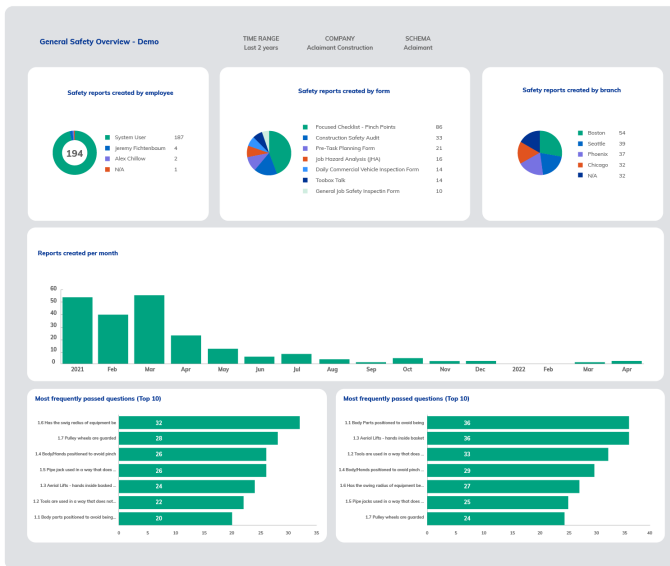 General Safety Overview - Demo
TIME RANGE
Last 2 years
COMPANY
Aclaimant Construction
SCHEMA
Aclaimant
Safety reports created by employee
194
System User 187
Jeremy Fichtenbaum 4
Alex Chillow 2
N/A 1
Safety reports created by form
Focused Checklist - Pinch Points 86
Construction Safety Audit 33
Pre-Task Planning Form 21
Job Hazard Analysis (JHA) 16
Daily Commercial Vehicle Inspection Form 14
Toobox Talk 14
General Job Safety Inspectin Form 10
Safety reports created by branch
Boston 54
Seattle 39
Phoenix 37
Chicago 32
N/A 32
Reports created per month
60
50
40
30
20
10
0
2021 Feb Mar Apr May Jun Jul Aug Sep Oct Nov Dec 2022 Feb Mar Apr
Most frequently passed questions (Top 10)
1.6 Has the swig radius of equipment be 32
1.7 Pulley wheels are guarded 28
1.4 Body/Hands positioned to avoid pinch 26
1.5 Pipe jack used in a way that does ... 26
1.3 Aerial Lifts - hands inside basked ... 24
1.2 Tools are used in a way that does not... 22
1.1 Body parts positioned to avoid being... 20
0 5 10 15 20 25 30 35
Most frequently passed questions (Top 10)
1.1 Body Parts positioned to avoid being 36
1.3 Aerial Lifts - hands inside basket 36
1.2 Tools are used in a way that does ... 33
1.4 Body/Hands positioned to avoid pinch ... 29
1.6 Has the swing radius of equipment be... 27
1.5 Pipe jacks used in a way that does ... 25
1.7 Pulley wheels are guarded 24
0 5 10 15 20 25 30 35 40